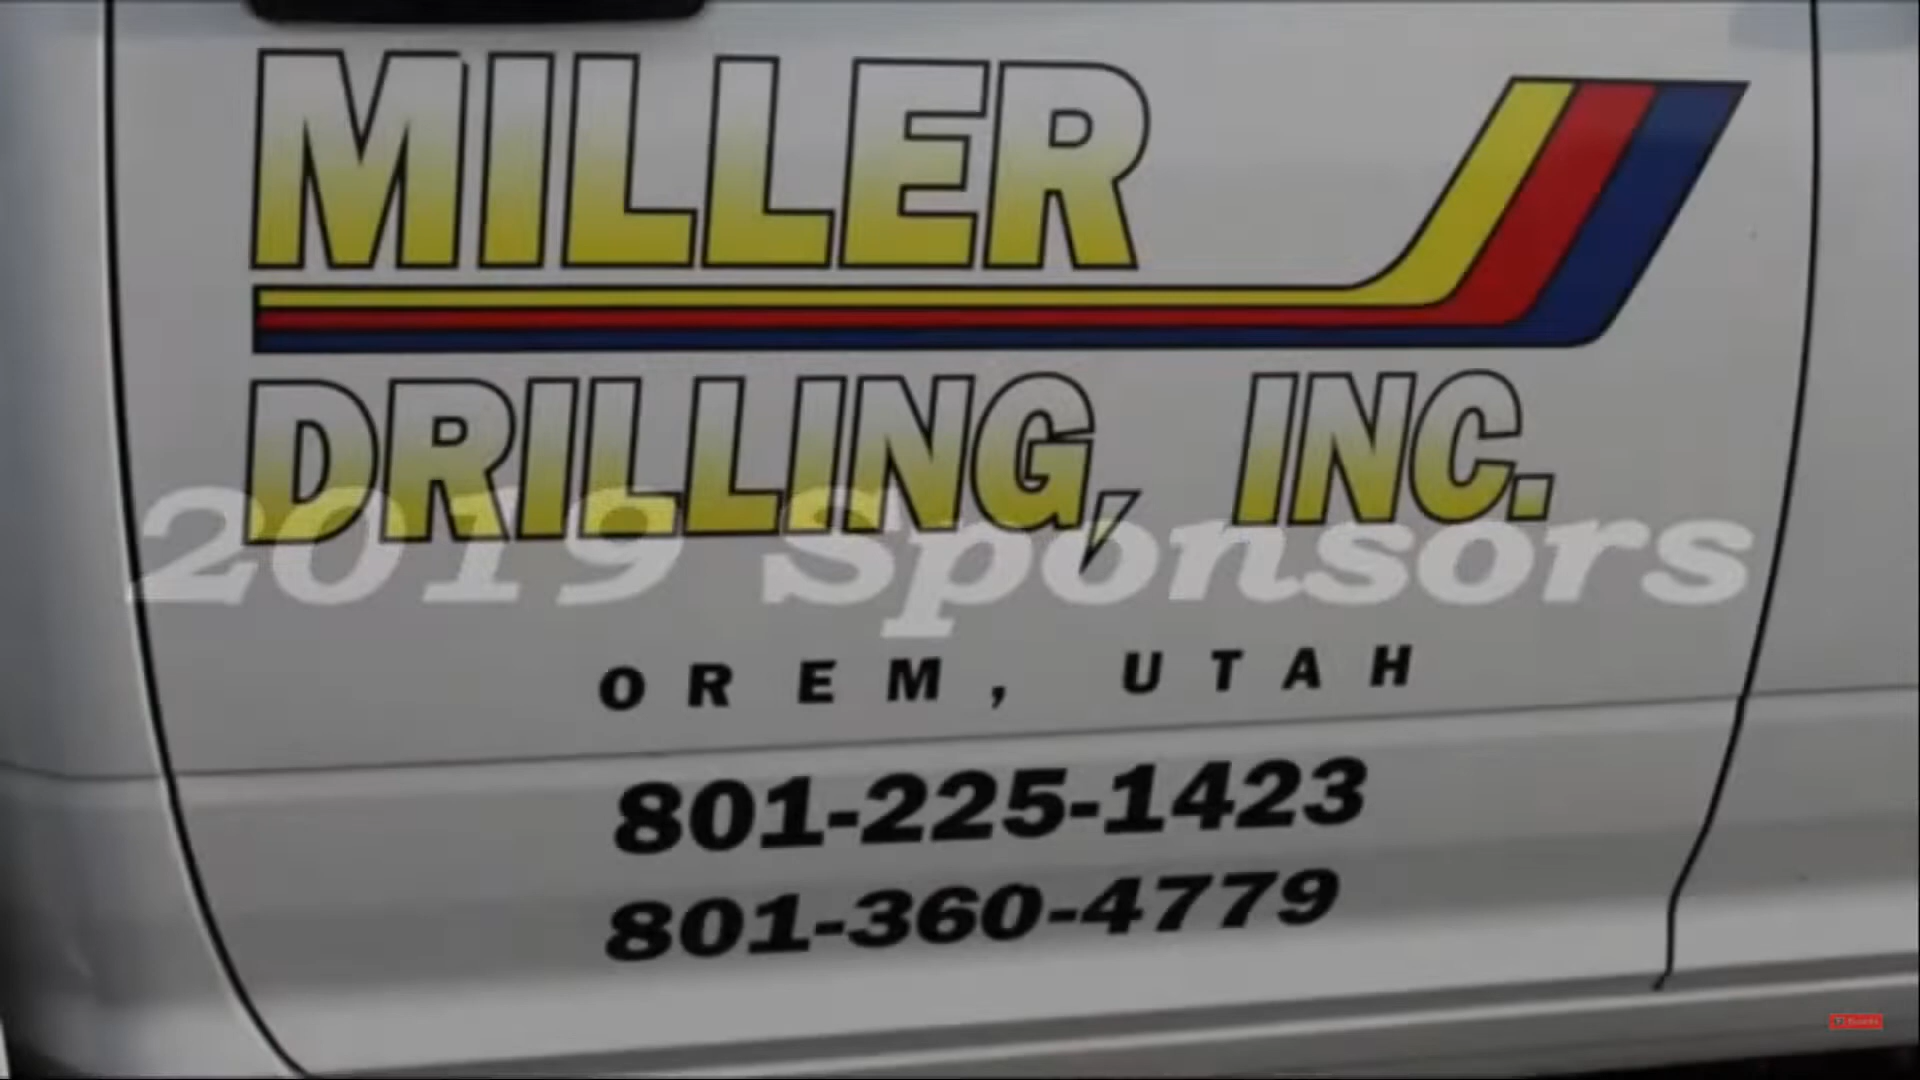 MILLER
DRILLING, INC.
2019 Sponsors
OREM, UTAH
801-225-1423
801-360-4779